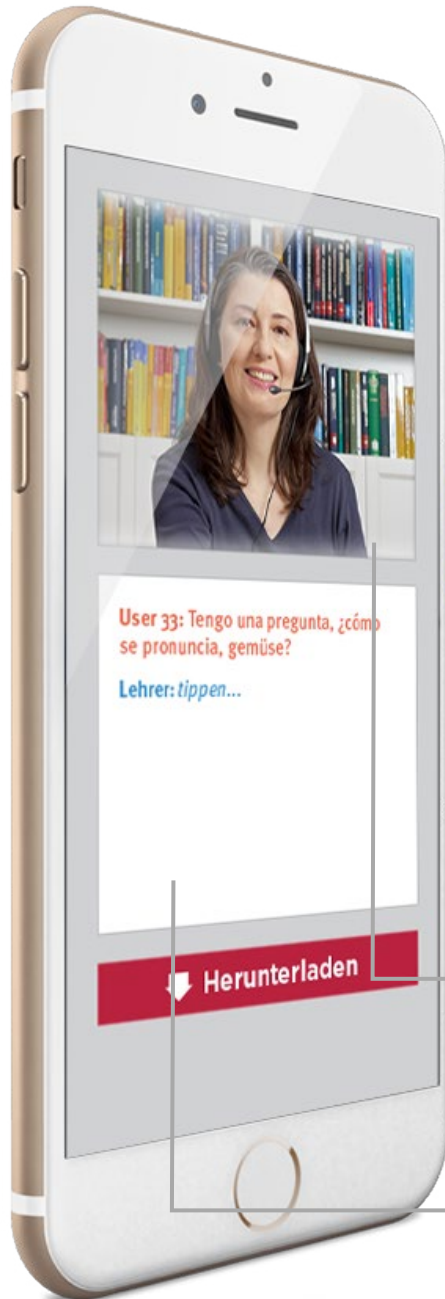 User 33: Tengo una pregunta, ¿cómo
se pronuncia, gemüse?
Lehrer: tippen...
Herunterladen